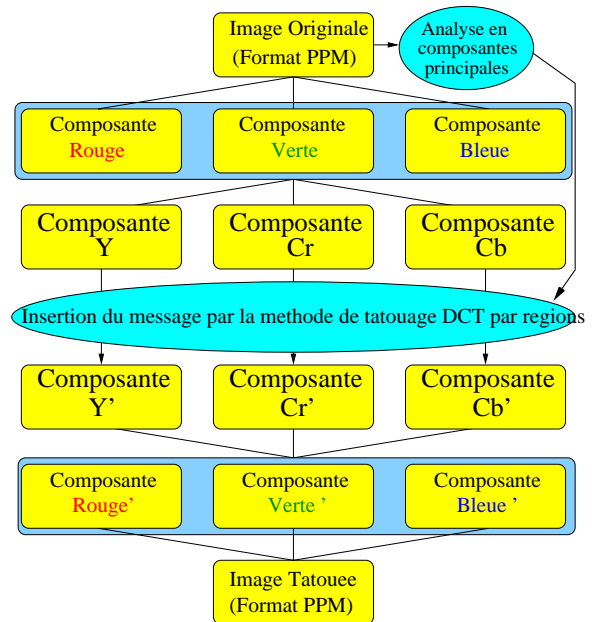 Image Originale
(Format PPM)
Analyse en
composantes
principales
Composante
Rouge
Composante
Verte
Composante
Bleue
Composante
Y
Composante
Cr
Composante
Cb
Insertion du message par la methode de tatouage DCT par regions
Composante
Y'
Composante
Cr'
Composante
Cb'
Composante
Rouge'
Composante
Verte '
Composante
Bleue '
Image Tatouee
(Format PPM)